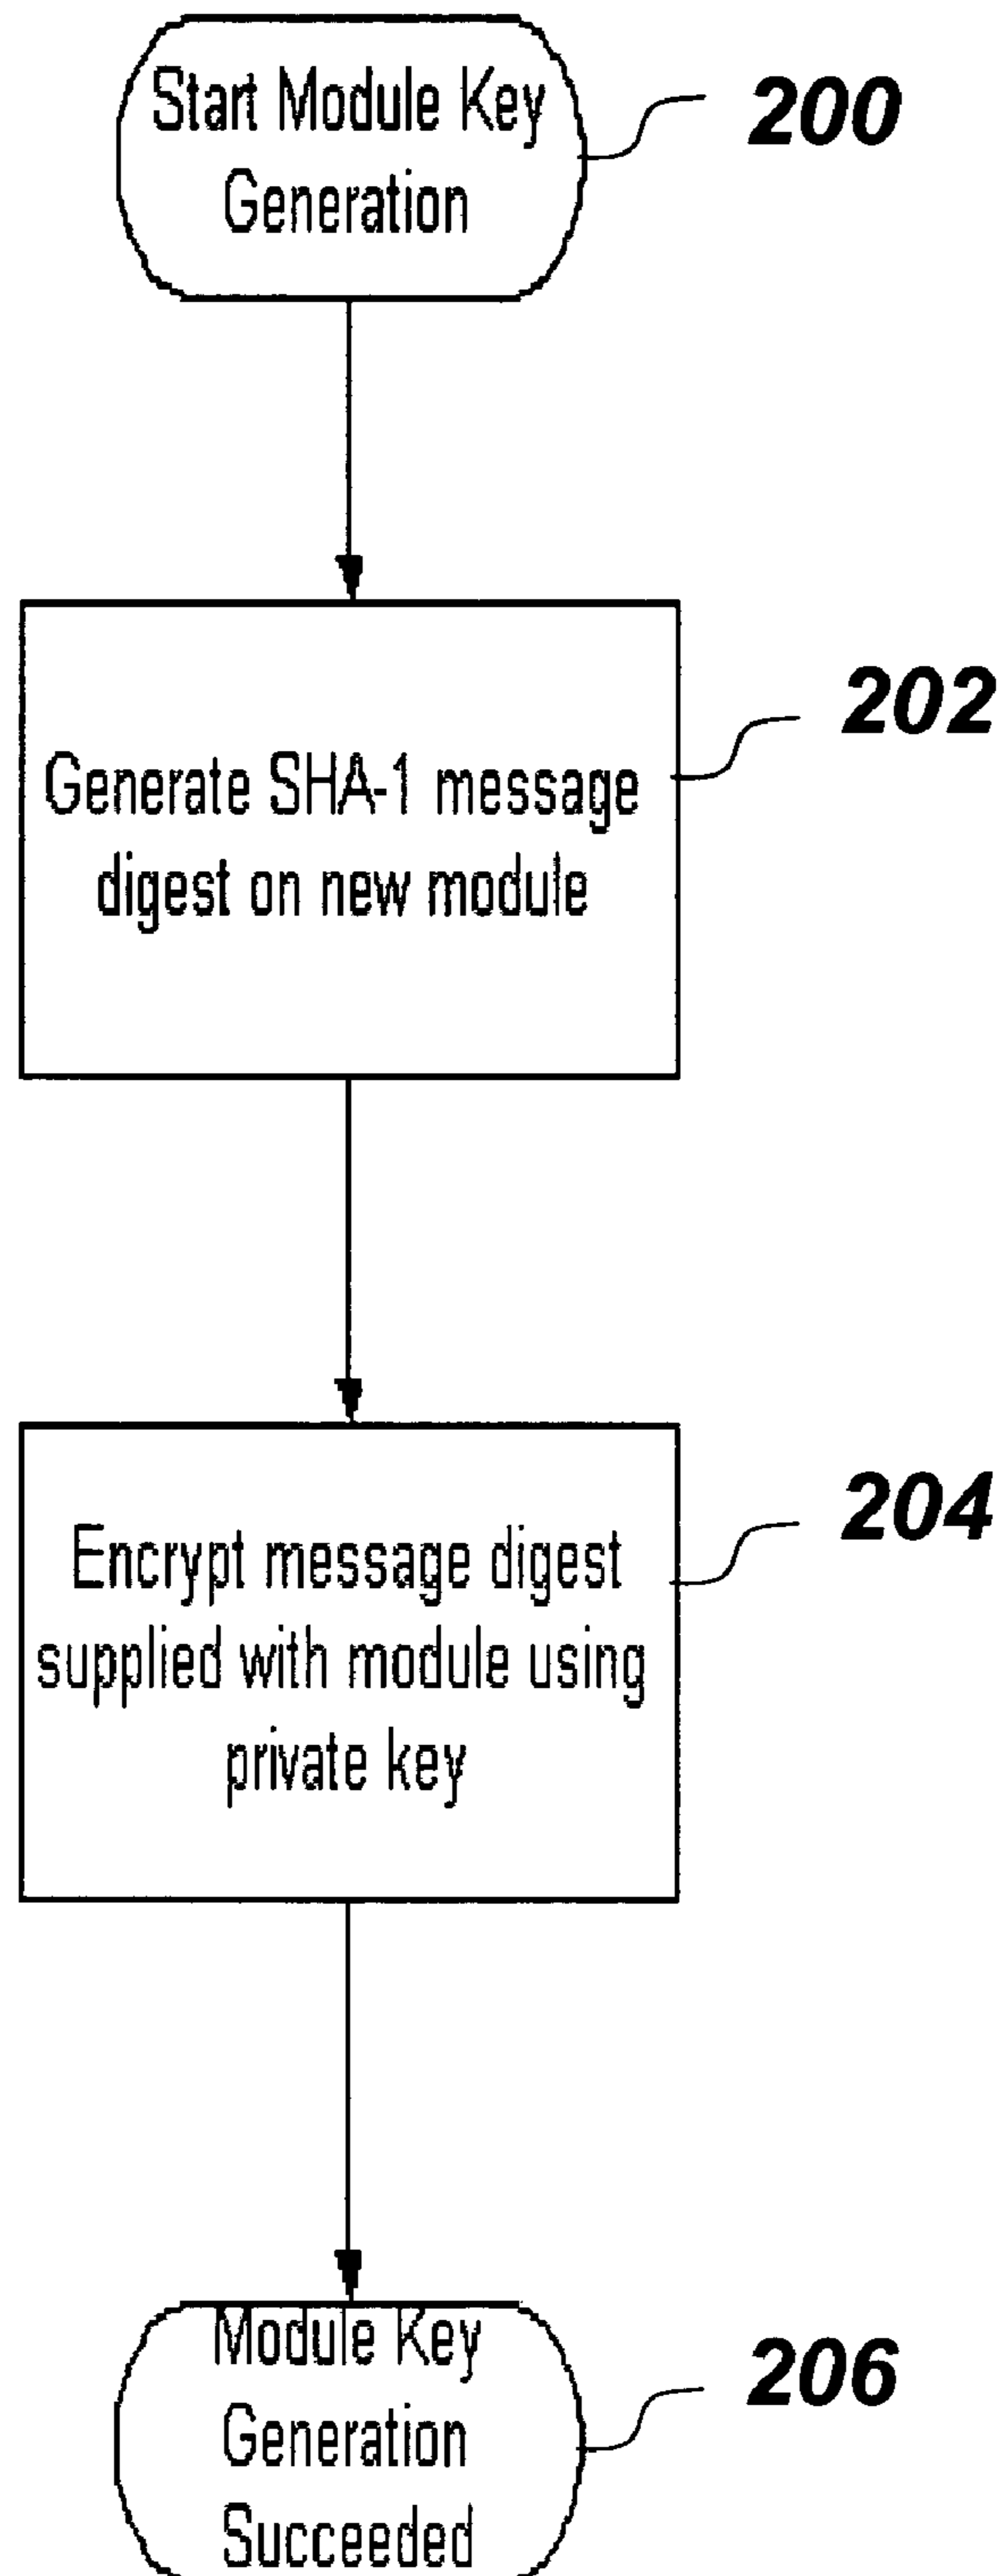 Start Module Key
Generation
200
Generate SHA-1 message
digest on new module
202
Encrypt message digest
supplied with module using
private key
204
Module Key
Generation
Succeeded
206